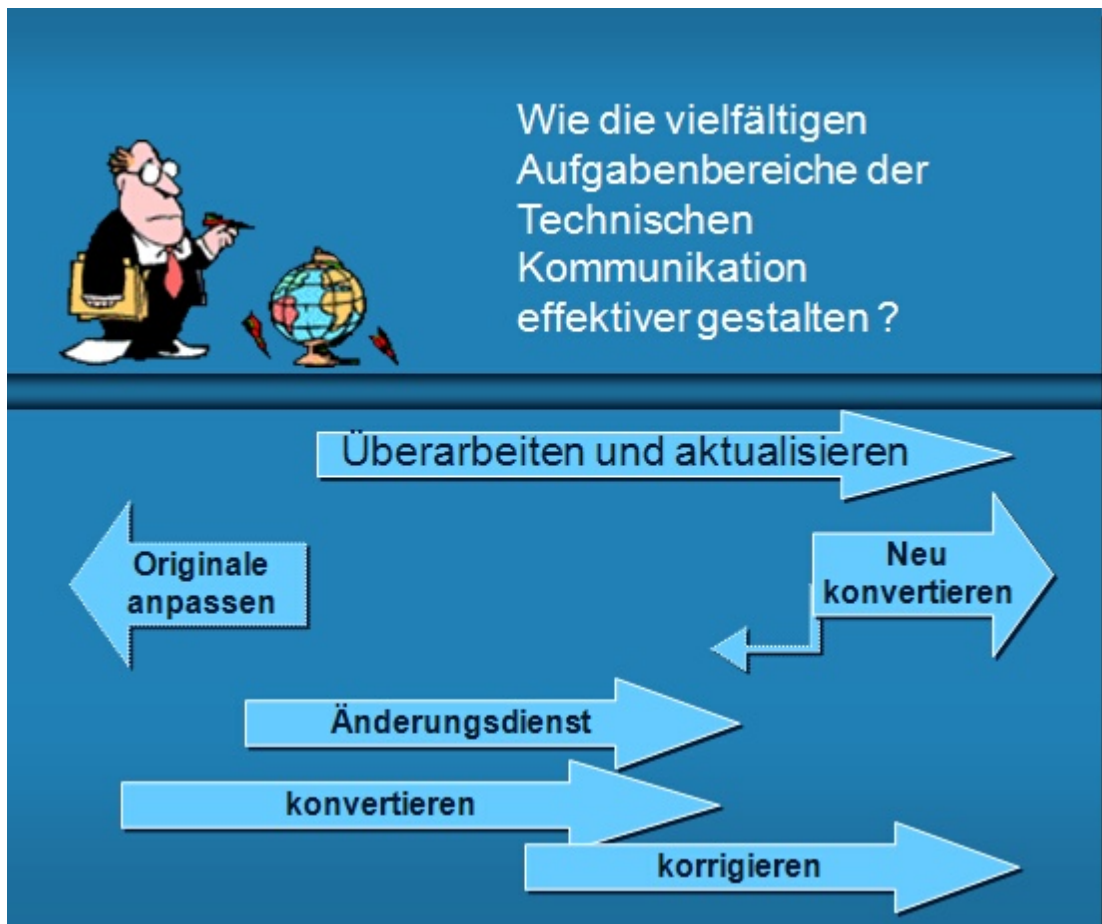 Wie die vielfältigen
Aufgabenbereiche der
Technischen
Kommunikation
effektiver gestalten ?
Überarbeiten und aktualisieren
Originale
anpassen
Neu
konvertieren
Änderungsdienst
konvertieren
korrigieren